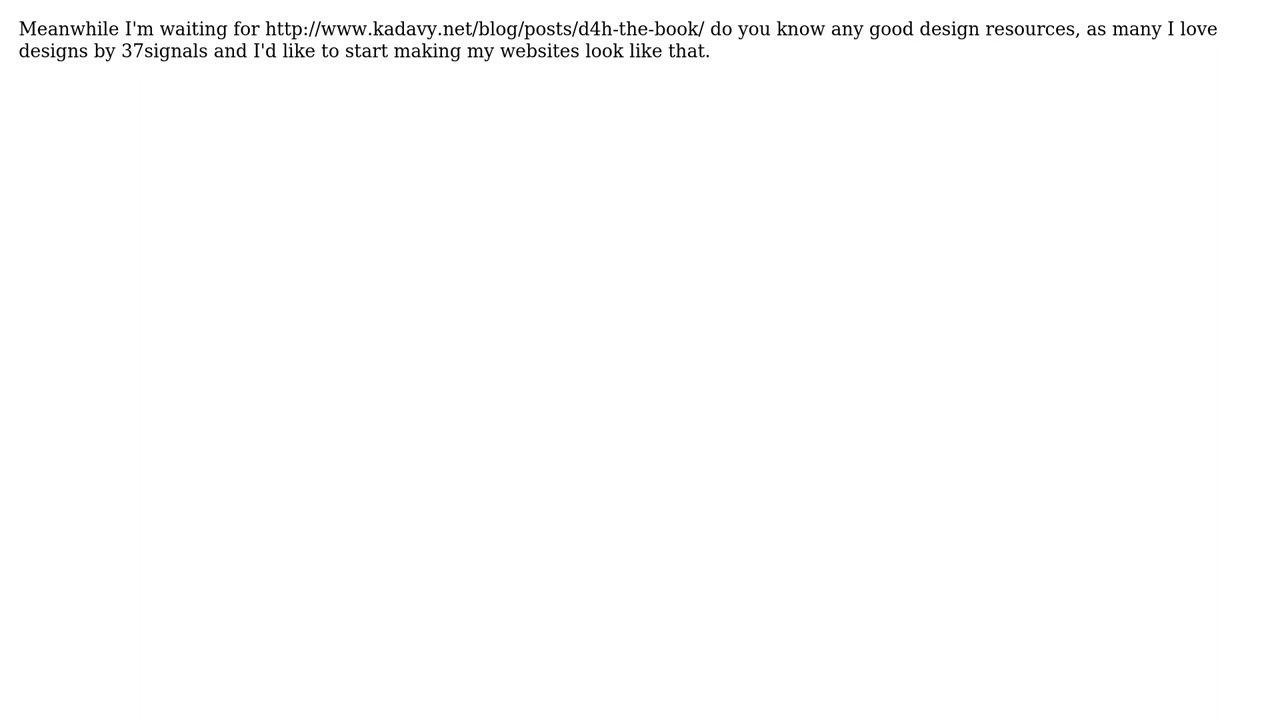 Meanwhile I'm waiting for http://www.kadavy.net/blog/posts/d4h-the-book/ do you know any good design resources, as many I love
designs by 37signals and I'd like to start making my websites look like that.